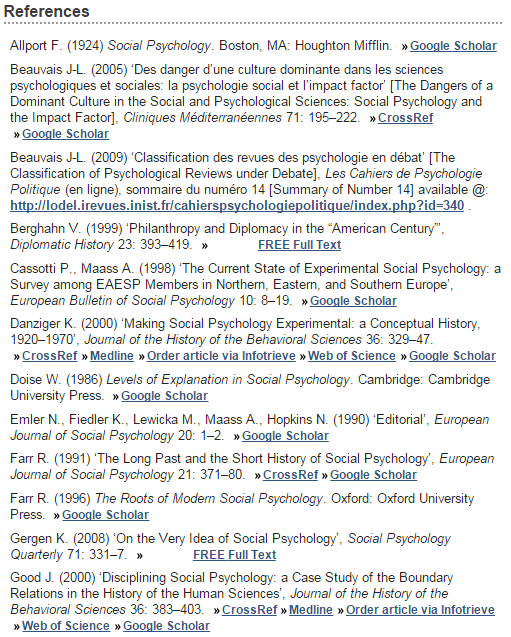 References
Allport F. (1924) Social Psychology. Boston, MA: Houghton Mifflin. »Google Scholar
Beauvais J-L. (2005) ‘Des danger d’une culture dominante dans les sciences
psychologiques et sociales: la psychologie social et l’impact factor’ [The Dangers of a
Dominant Culture in the Social and Psychological Sciences: Social Psychology and
the Impact Factor], Cliniques Méditerranéennes 71: 195–222. »CrossRef
»Google Scholar
Beauvais J-L. (2009) ‘Classification des revues des psychologie en débat’ [The
Classification of Psychological Reviews under Debate], Les Cahiers de Psychologie
Politique (en ligne), sommaire du numéro 14 [Summary of Number 14] available @:
http://lodel.irevues.inist.fr/cahierspsychologiepolitique/index.php?id=340 .
Berghahn V. (1999) ‘Philanthropy and Diplomacy in the “American Century”’,
Diplomatic History 23: 393–419. » FREE Full Text
Cassotti P., Maass A. (1998) ‘The Current State of Experimental Social Psychology: a
Survey among EAESP Members in Northern, Eastern, and Southern Europe’,
European Bulletin of Social Psychology 10: 8–19. »Google Scholar
Danziger K. (2000) ‘Making Social Psychology Experimental: a Conceptual History,
1920–1970’, Journal of the History of the Behavioral Sciences 36: 329–47.
»CrossRef »Medline »Order article via Infotrieve »Web of Science »Google Scholar
Doise W. (1986) Levels of Explanation in Social Psychology. Cambridge: Cambridge
University Press. »Google Scholar
Emler N., Fiedler K., Lewicka M., Maass A., Hopkins N. (1990) ‘Editorial’, European
Journal of Social Psychology 20: 1–2. »Google Scholar
Farr R. (1991) ‘The Long Past and the Short History of Social Psychology’, European
Journal of Social Psychology 21: 371–80. »CrossRef »Google Scholar
Farr R. (1996) The Roots of Modern Social Psychology. Oxford: Oxford University
Press. »Google Scholar
Gergen K. (2008) ‘On the Very Idea of Social Psychology’, Social Psychology
Quarterly 71: 331–7. » FREE Full Text
Good J. (2000) ‘Disciplining Social Psychology: a Case Study of the Boundary
Relations in the History of the Human Sciences’, Journal of the History of the
Behavioral Sciences 36: 383–403. »CrossRef »Medline »Order article via Infotrieve
»Web of Science »Google Scholar